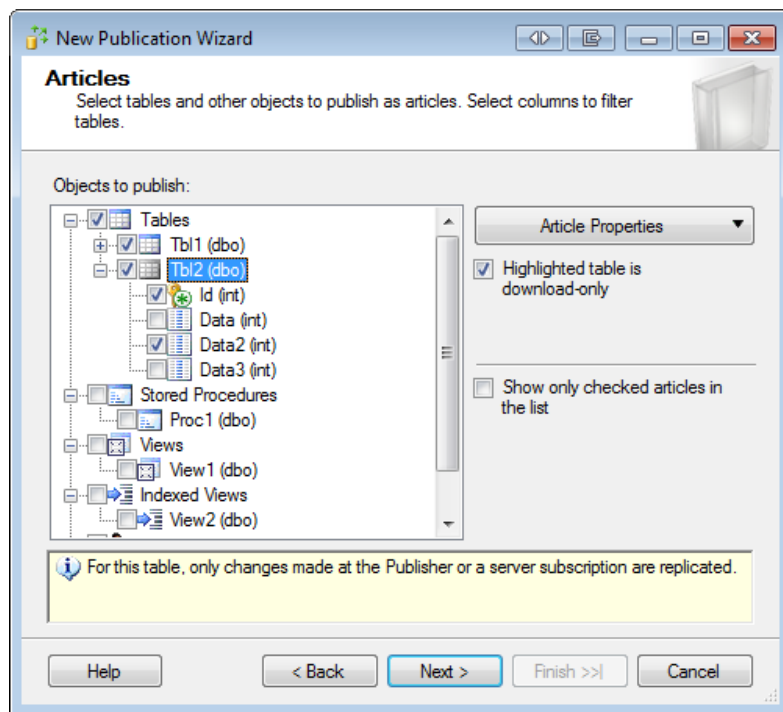 New Publication Wizard
Articles
Select tables and other objects to publish as articles. Select columns to filter
tables.
Objects to publish:
Tables
Tbl1 (dbo)
Tbl2 (dbo)
Id (int)
Data (int)
Data2 (int)
Data3 (int)
Stored Procedures
Proc1 (dbo)
Views
View1 (dbo)
Indexed Views
View2 (dbo)
Article Properties
Highlighted table is
download-only
Show only checked articles in
the list
For this table, only changes made at the Publisher or a server subscription are replicated.
Help
< Back
Next >
Finish >>|
Cancel